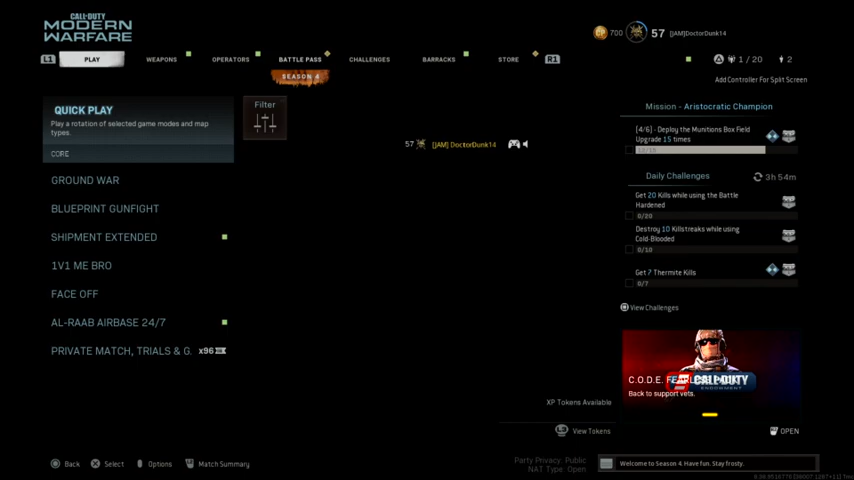 CALL OF DUTY
MODERN
WARFARE
700
57
[JAM]DoctorDunk14
L1
PLAY
WEAPONS
OPERATORS
BATTLE PASS
CHALLENGES
BARRACKS
STORE
R1
1 / 20
2
SEASON 4
Add Controller For Split Screen
QUICK PLAY
Play a rotation of selected game modes and map
types.
CORE
Filter
GROUND WAR
BLUEPRINT GUNFIGHT
SHIPMENT EXTENDED
1V1 ME BRO
FACE OFF
AL-RAAB AIRBASE 24/7
PRIVATE MATCH, TRIALS & G.
x96
57
[JAM] DoctorDunk14
Mission - Aristocratic Champion
[4/6] - Deploy the Munitions Box Field
Upgrade 15 times
Daily Challenges
3h 54m
Get 20 Kills while using the Battle
Hardened
0/20
Destroy 10 Killstreaks while using
Cold-Blooded
0/10
Get 7 Thermite Kills
0/7
View Challenges
CALL OF DUTY
ENDOWMENT
Back to support vets.
OPEN
XP Tokens Available
View Tokens
Back
Select
Options
Match Summary
Party Privacy: Public
NAT Type: Open
Welcome to Season 4. Have fun. Stay frosty.